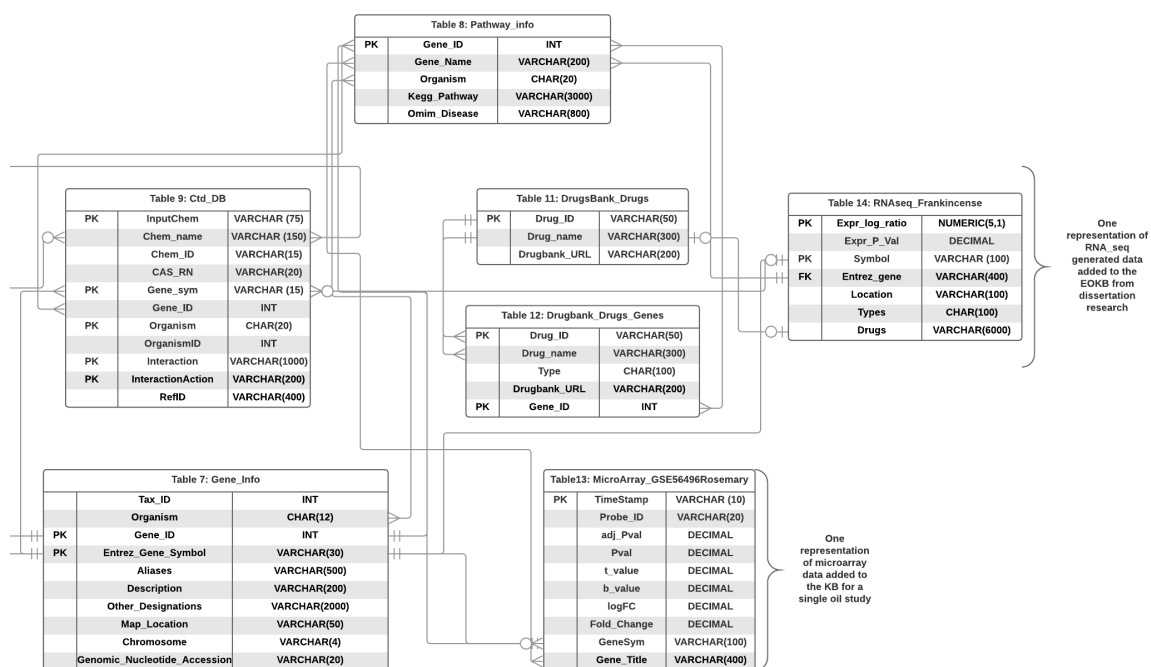 Table 8: Pathway_info
PK Gene_ID INT
Gene_Name VARCHAR(200)
Organism CHAR(20)
Kegg_Pathway VARCHAR(3000)
Omim_Disease VARCHAR(800)
Table 9: Ctd_DB
PK InputChem VARCHAR (75)
Chem_name VARCHAR (150)
Chem_ID VARCHAR(15)
CAS_RN VARCHAR(20)
PK Gene_sym VARCHAR (15)
Gene_ID INT
PK Organism CHAR(20)
OrganismID INT
PK Interaction VARCHAR(1000)
PK InteractionAction VARCHAR(200)
RefID VARCHAR(400)
Table 11: DrugsBank_Drugs
PK Drug_ID VARCHAR(50)
Drug_name VARCHAR(300)
Drugbank_URL VARCHAR(200)
Table 14: RNAseq_Frankincense
PK Expr_log_ratio NUMERIC(5,1)
Expr_P_Val DECIMAL
PK Symbol VARCHAR (100)
FK Entrez_gene VARCHAR(400)
Location VARCHAR(100)
Types CHAR(100)
Drugs VARCHAR(6000)
One
representation of
RNA_seq
generated data
added to the
EOKB from
dissertation
research
Table 12: Drugbank_Drugs_Genes
PK Drug_ID VARCHAR(50)
Drug_name VARCHAR(300)
Type CHAR(100)
Drugbank_URL VARCHAR(200)
PK Gene_ID INT
Table 7: Gene_Info
Tax_ID INT
Organism CHAR(12)
PK Gene_ID INT
PK Entrez_Gene_Symbol VARCHAR(30)
Aliases VARCHAR(500)
Description VARCHAR(200)
Other_Designations VARCHAR(2000)
Map_Location VARCHAR(50)
Chromosome VARCHAR(4)
Genomic_Nucleotide_Accession VARCHAR(20)
Table13: MicroArray_GSE56496Rosemary
PK TimeStamp VARCHAR (10)
Probe_ID VARCHAR(20)
adj_Pval DECIMAL
Pval DECIMAL
t_value DECIMAL
b_value DECIMAL
logFC DECIMAL
Fold_Change DECIMAL
GeneSym VARCHAR(100)
Gene_Title VARCHAR(400)
One
representation
of microarray
data added to
the KB for a
single oil study